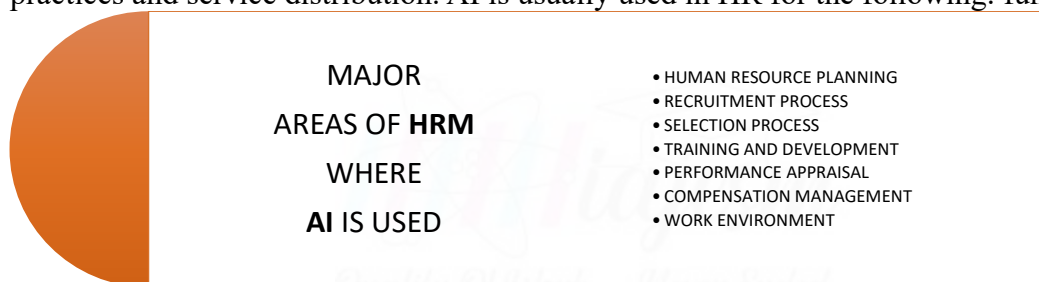 practices and service distribution. AI is usually used in HR for the following:
MAJOR
AREAS OF HRM
WHERE
AI IS USED
• HUMAN RESOURCE PLANNING
• RECRUITMENT PROCESS
• SELECTION PROCESS
• TRAINING AND DEVELOPMENT
• PERFORMANCE APPRAISAL
• COMPENSATION MANAGEMENT
• WORK ENVIRONMENT